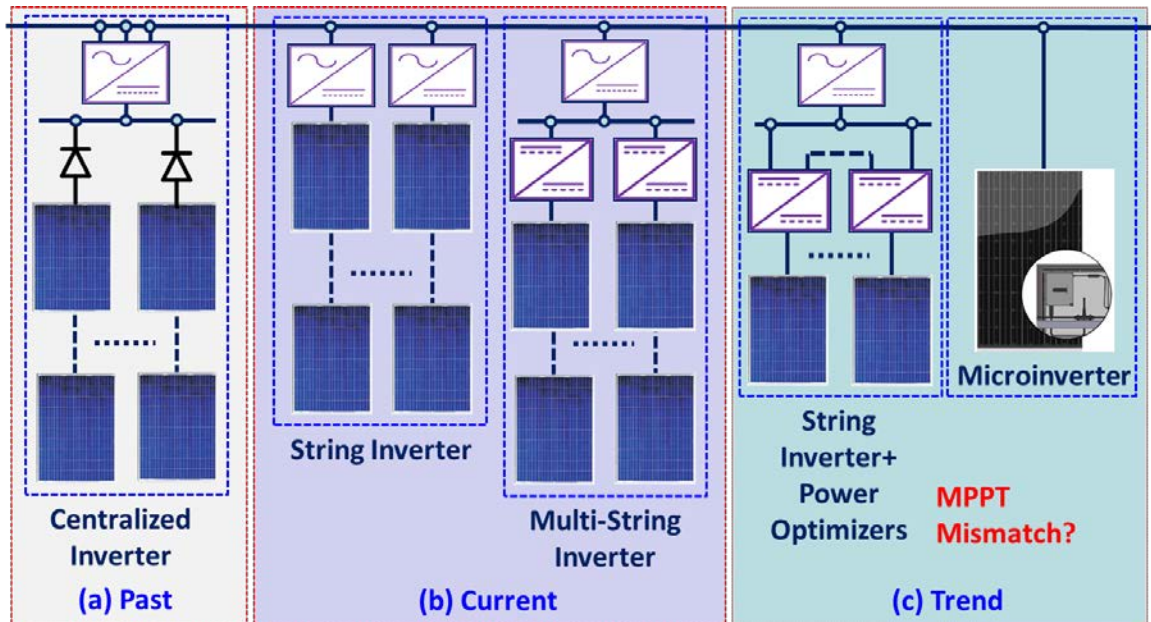 Centralized
Inverter
(a) Past
String Inverter
Multi-String
Inverter
(b) Current
String
Inverter+
Power
Optimizers
Microinverter
MPPT
Mismatch?
(c) Trend